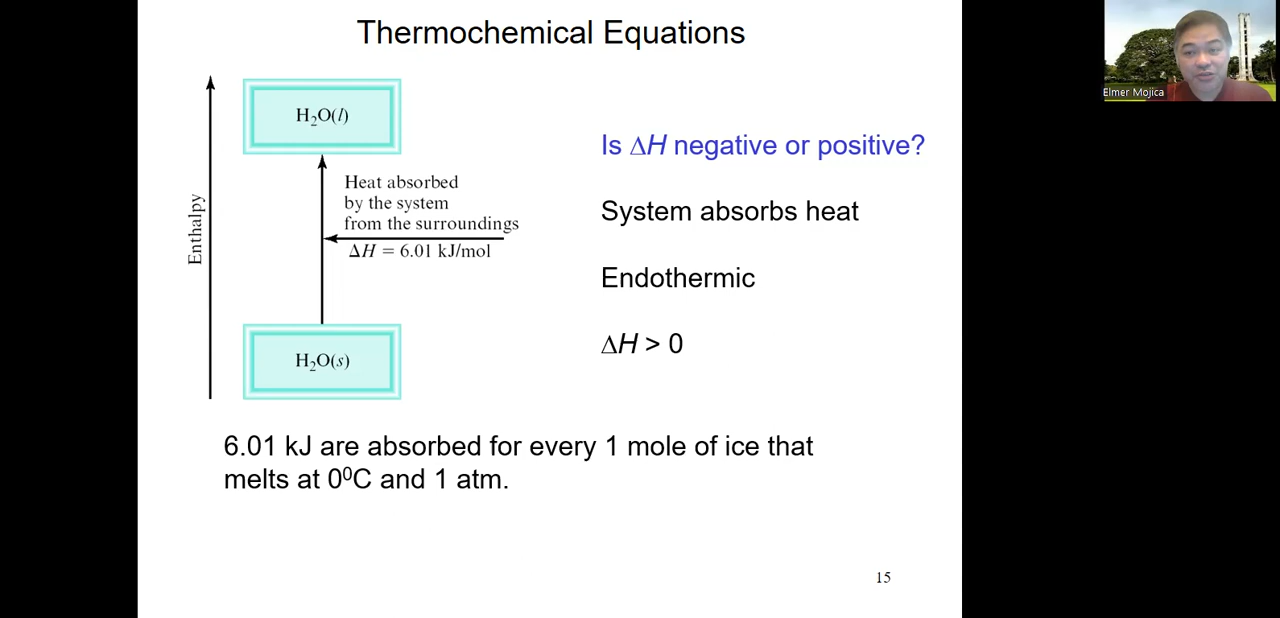 Thermochemical Equations
Elmer Mojica
H₂O(l)
Is ΔH negative or positive?
Heat absorbed
by the system
from the surroundings
ΔH = 6.01 kJ/mol
System absorbs heat
Enthalpy
Endothermic
ΔH > 0
H₂O(s)
6.01 kJ are absorbed for every 1 mole of ice that
melts at 0⁰C and 1 atm.
15